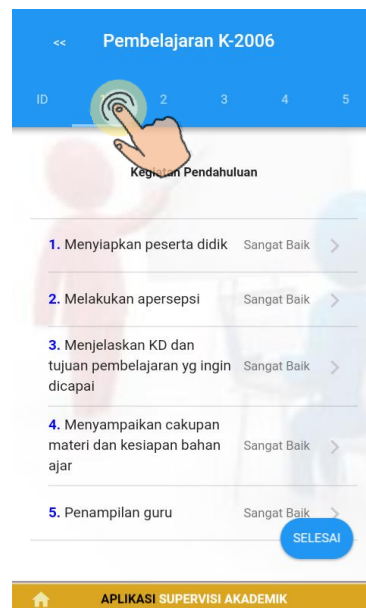 << Pembelajaran K-2006
ID 2 3 4 5
Kegiatan Pendahuluan
1. Menyiapkan peserta didik Sangat Baik
2. Melakukan apersepsi Sangat Baik
3. Menjelaskan KD dan
tujuan pembelajaran yg ingin Sangat Baik
dicapai
4. Menyampaikan cakupan
materi dan kesiapan bahan Sangat Baik
ajar
5. Penampilan guru Sangat Baik
SELESAI
APLIKASI SUPERVISI AKADEMIK